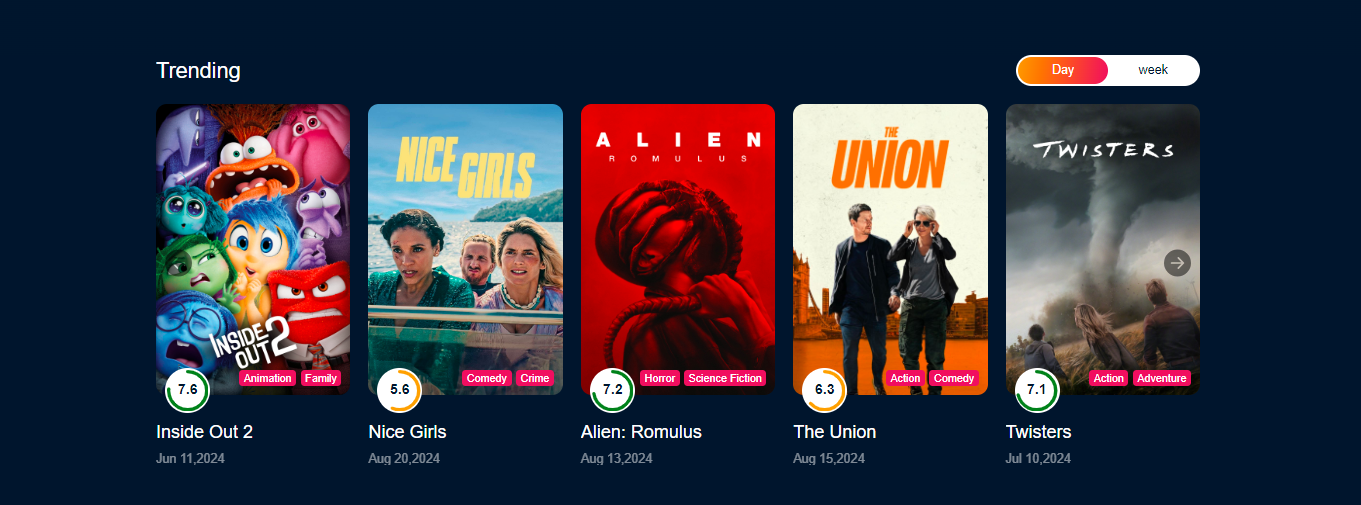 Trending
Day
week
INSIDE
OUT 2
NICE
GIRLS
ALIEN
ROMULUS
THE
UNION
TWISTERS
7.6
Animation
Family
5.6
Comedy
Crime
7.2
Horror
Science Fiction
6.3
Action
Comedy
7.1
Action
Adventure
Inside Out 2
Nice Girls
Alien: Romulus
The Union
Twisters
Jun 11,2024
Aug 20,2024
Aug 13,2024
Aug 15,2024
Jul 10,2024